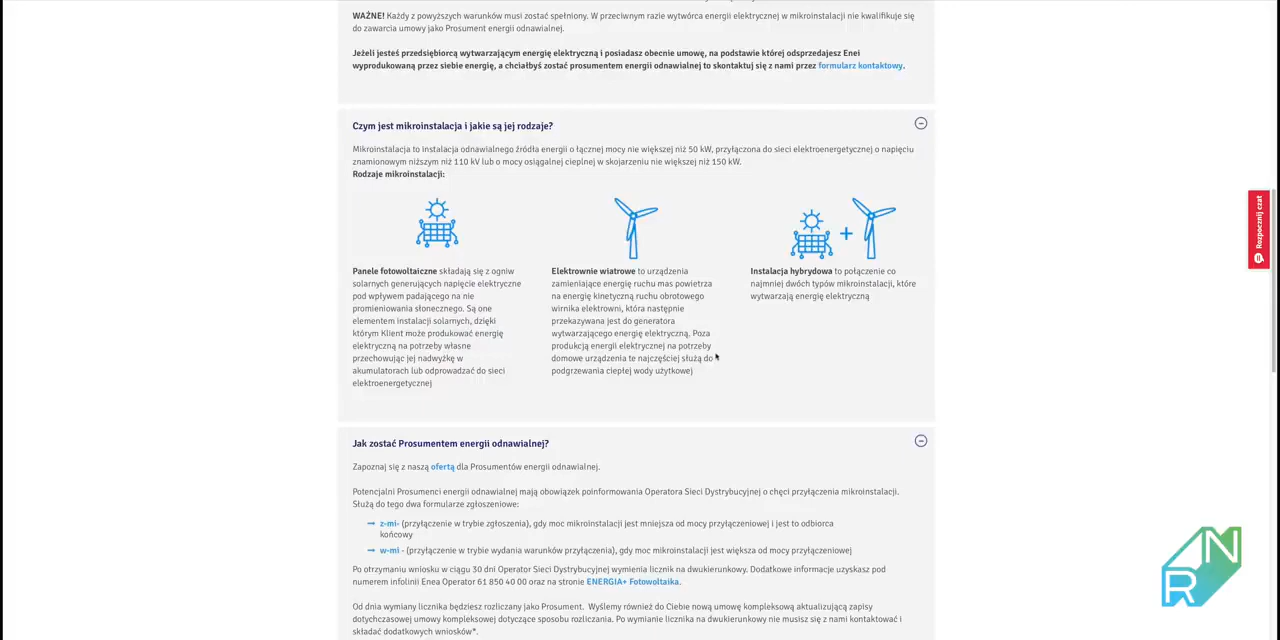 WAŻNE! Każdy z powyższych warunków musi zostać spełniony. W przeciwnym razie wytwórca energii elektrycznej w mikroinstalacji nie kwalifikuje się
do zawarcia umowy jako Prosument energii odnawialnej.
Jeżeli jesteś przedsiębiorcą wytwarzającym energię elektryczną i posiadasz obecnie umowę, na podstawie której odsprzedajesz Enei
wyprodukowaną przez siebie energię, a chciałbyś zostać prosumentem energii odnawialnej to skontaktuj się z nami przez formularz kontaktowy.
Czym jest mikroinstalacja i jakie są jej rodzaje?
Mikroinstalacja to instalacja odnawialnego źródła energii o łącznej mocy nie większej niż 50 kW, przyłączona do sieci elektroenergetycznej o napięciu
znamionowym niższym niż 110 kV lub o mocy osiągalnej cieplnej w skojarzeniu nie większej niż 150 kW.
Rodzaje mikroinstalacji:
Panele fotowoltaiczne składają się z ogniw
solarnych generujących napięcie elektryczne
pod wpływem padającego na nie
promieniowania słonecznego. Są one
elementem instalacji solarnych, dzięki
którym Klient może produkować energię
elektryczną na potrzeby własne
przechowując jej nadwyżkę w
akumulatorach lub odprowadzać do sieci
elektroenergetycznej
Elektrownie wiatrowe to urządzenia
zamieniające energię ruchu mas powietrza
na energię kinetyczną ruchu obrotowego
wirnika elektrowni, która następnie
przekazywana jest do generatora
wytwarzającego energię elektryczną. Poza
produkcją energii elektrycznej na potrzeby
domowe urządzenia te najczęściej służą do
podgrzewania ciepłej wody użytkowej
Instalacja hybrydowa to połączenie co
najmniej dwóch typów mikroinstalacji, które
wytwarzają energię elektryczną
Rozpocznij czat
Jak zostać Prosumentem energii odnawialnej?
Zapoznaj się z naszą ofertą dla Prosumentów energii odnawialnej.
Potencjalni Prosumenci energii odnawialnej mają obowiązek poinformowania Operatora Sieci Dystrybucyjnej o chęci przyłączenia mikroinstalacji.
Służą do tego dwa formularze zgłoszeniowe:
z-mi- (przyłączenie w trybie zgłoszenia), gdy moc mikroinstalacji jest mniejsza od mocy przyłączeniowej i jest to odbiorca
końcowy
w-mi - (przyłączenie w trybie wydania warunków przyłączenia), gdy moc mikroinstalacji jest większa od mocy przyłączeniowej
Po otrzymaniu wniosku w ciągu 30 dni Operator Sieci Dystrybucyjnej wymienia licznik na dwukierunkowy. Dodatkowe informacje uzyskasz pod
numerem infolinii Enea Operator 61 850 40 00 oraz na stronie ENERGIA+ Fotowoltaika.
Od dnia wymiany licznika będziesz rozliczany jako Prosument. Wyślemy również do Ciebie nową umowę kompleksową aktualizującą zapisy
dotychczasowej umowy kompleksowej dotyczące sposobu rozliczania. Po wymianie licznika na dwukierunkowy nie musisz się z nami kontaktować i
składać dodatkowych wniosków*.
N
R